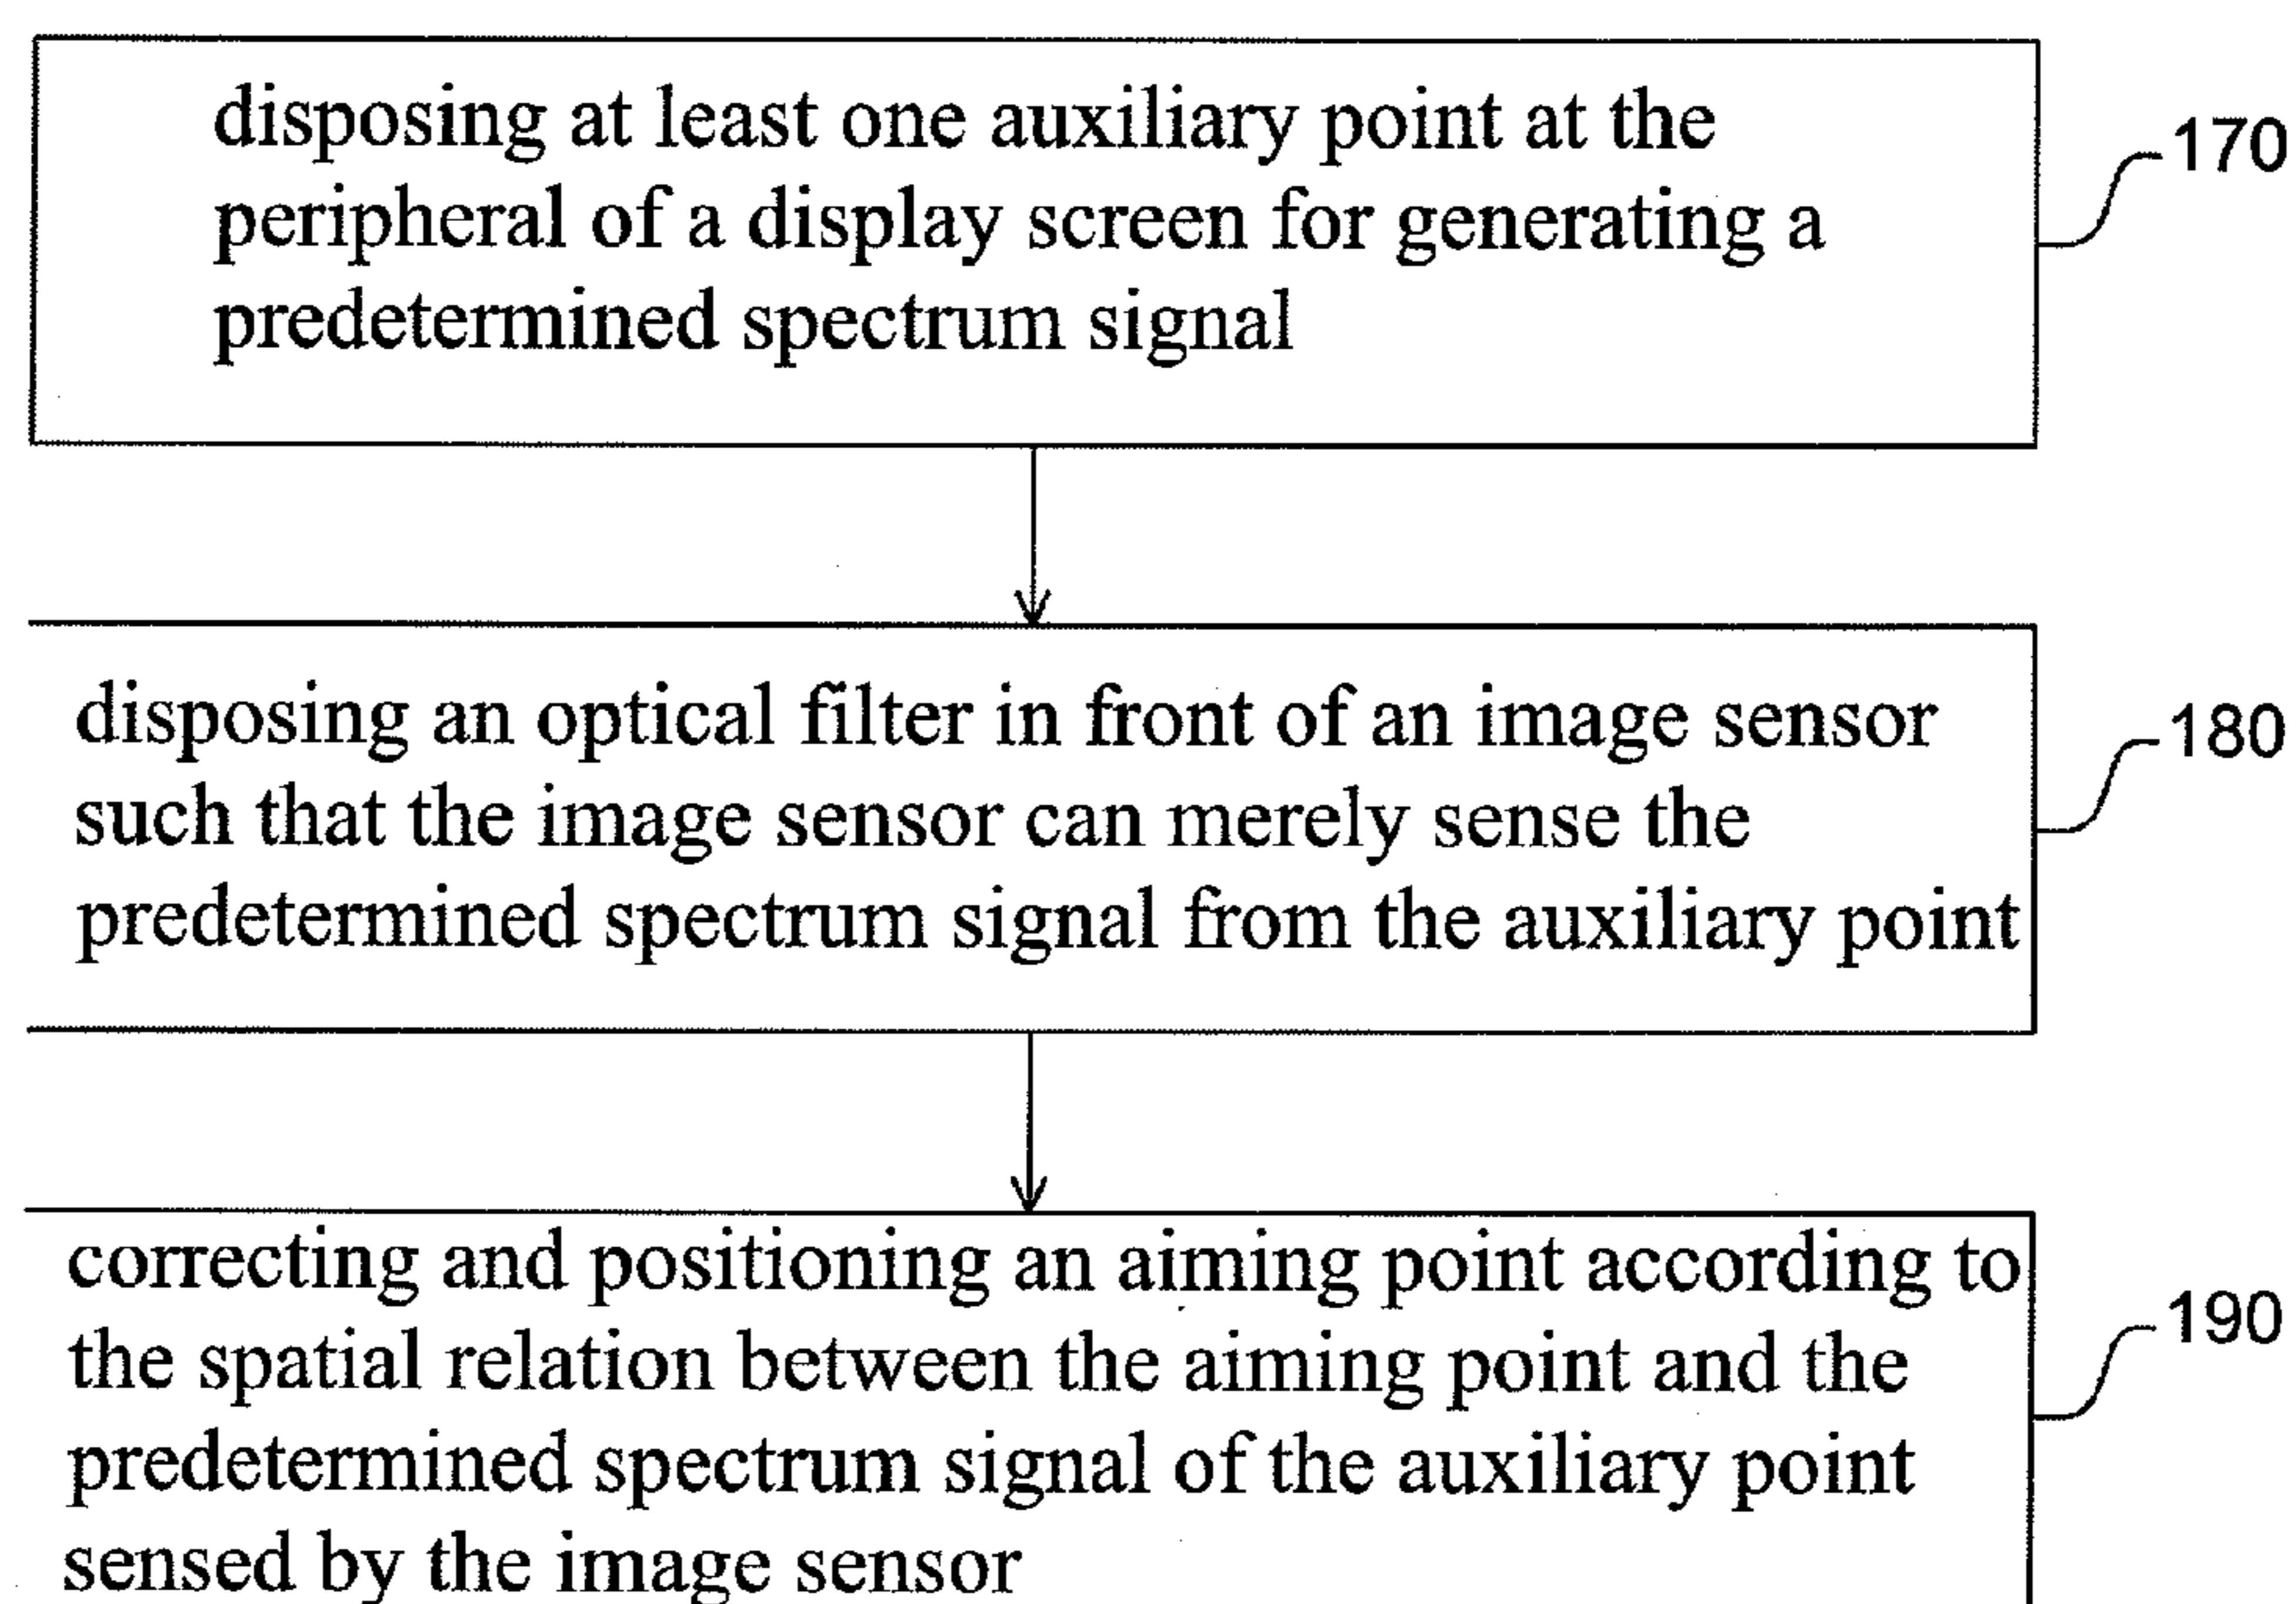 disposing at least one auxiliary point at the
peripheral of a display screen for generating a
predetermined spectrum signal
170
disposing an optical filter in front of an image sensor
such that the image sensor can merely sense the
predetermined spectrum signal from the auxiliary point
180
correcting and positioning an aiming point according to
the spatial relation between the aiming point and the
predetermined spectrum signal of the auxiliary point
sensed by the image sensor
190